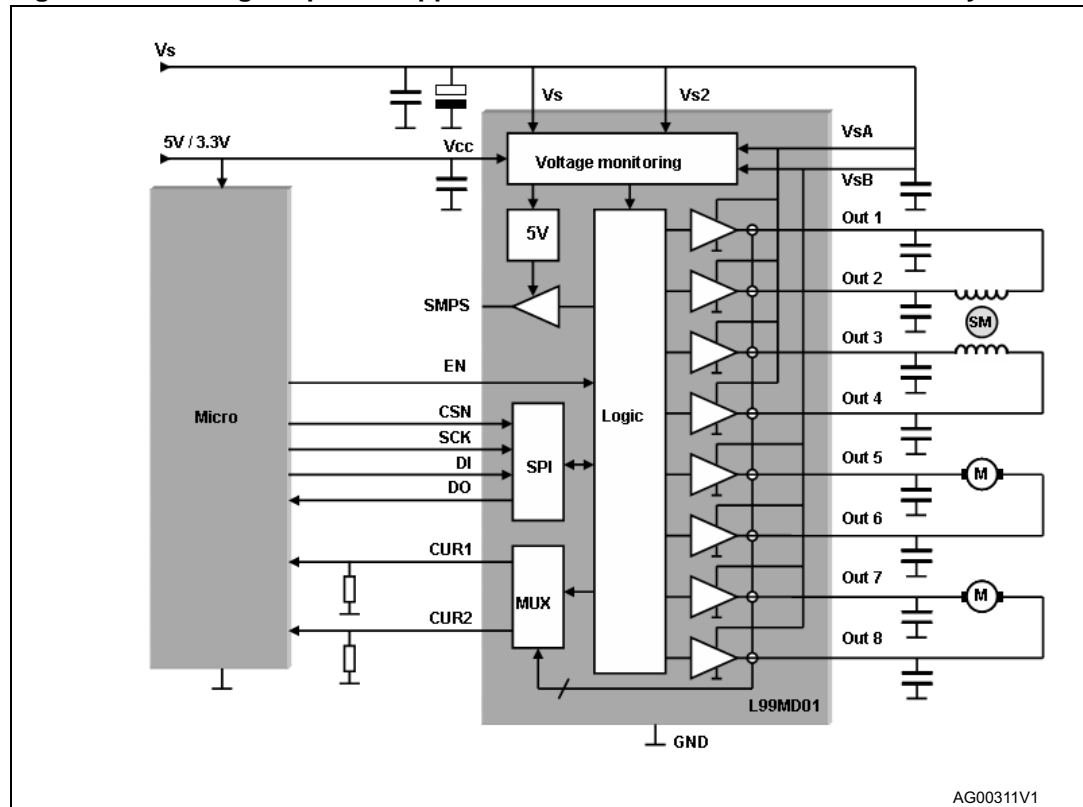 Vs
Vs
Vs2
VsA
5V / 3.3V
Vcc
Voltage monitoring
VsB
Out 1
5V
Out 2
SMPS
SM
Out 3
EN
Out 4
Micro
CSN
Logic
SCK
SPI
Out 5
M
DI
DO
Out 6
CUR1
Out 7
MUX
M
CUR2
Out 8
L99MD01
GND
AG00311V1